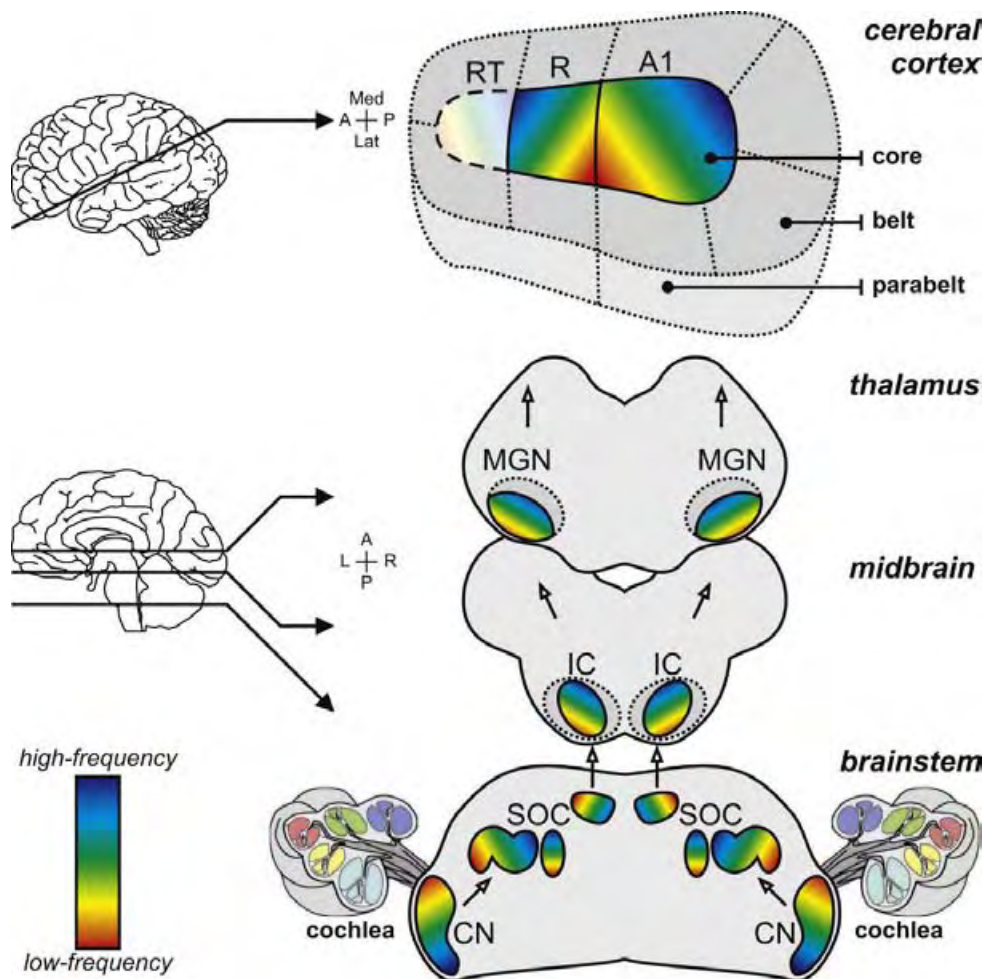 cerebral
cortex
RT R A1
Med
A P
Lat
core
belt
parabelt
thalamus
MGN MGN
A
L R
P
midbrain
IC IC
high-frequency
brainstem
SOC SOC
CN CN
cochlea cochlea
low-frequency